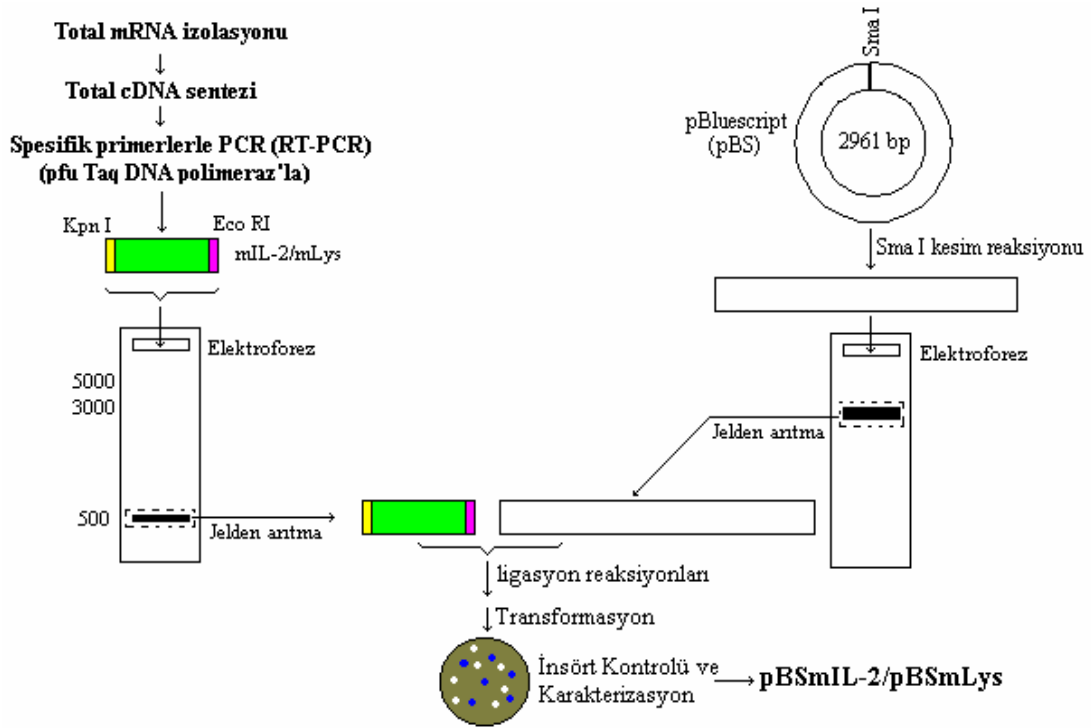 Total mRNA izolasyonu
Total cDNA sentezi
Spesifik primerlerle PCR (RT-PCR)
(pfu Taq DNA polimeraz'la)
Kpn I
Eco RI
mIL-2/mLys
Elektroforez
5000
3000
500
Jelden arıtma
Sma I
pBluescript
(pBS)
2961 bp
Sma I kesim reaksiyonu
Elektroforez
Jelden arıtma
ligasyon reaksiyonları
Transformasyon
İnsört Kontrolü ve
Karakterizasyon
pBSmIL-2/pBSmLys